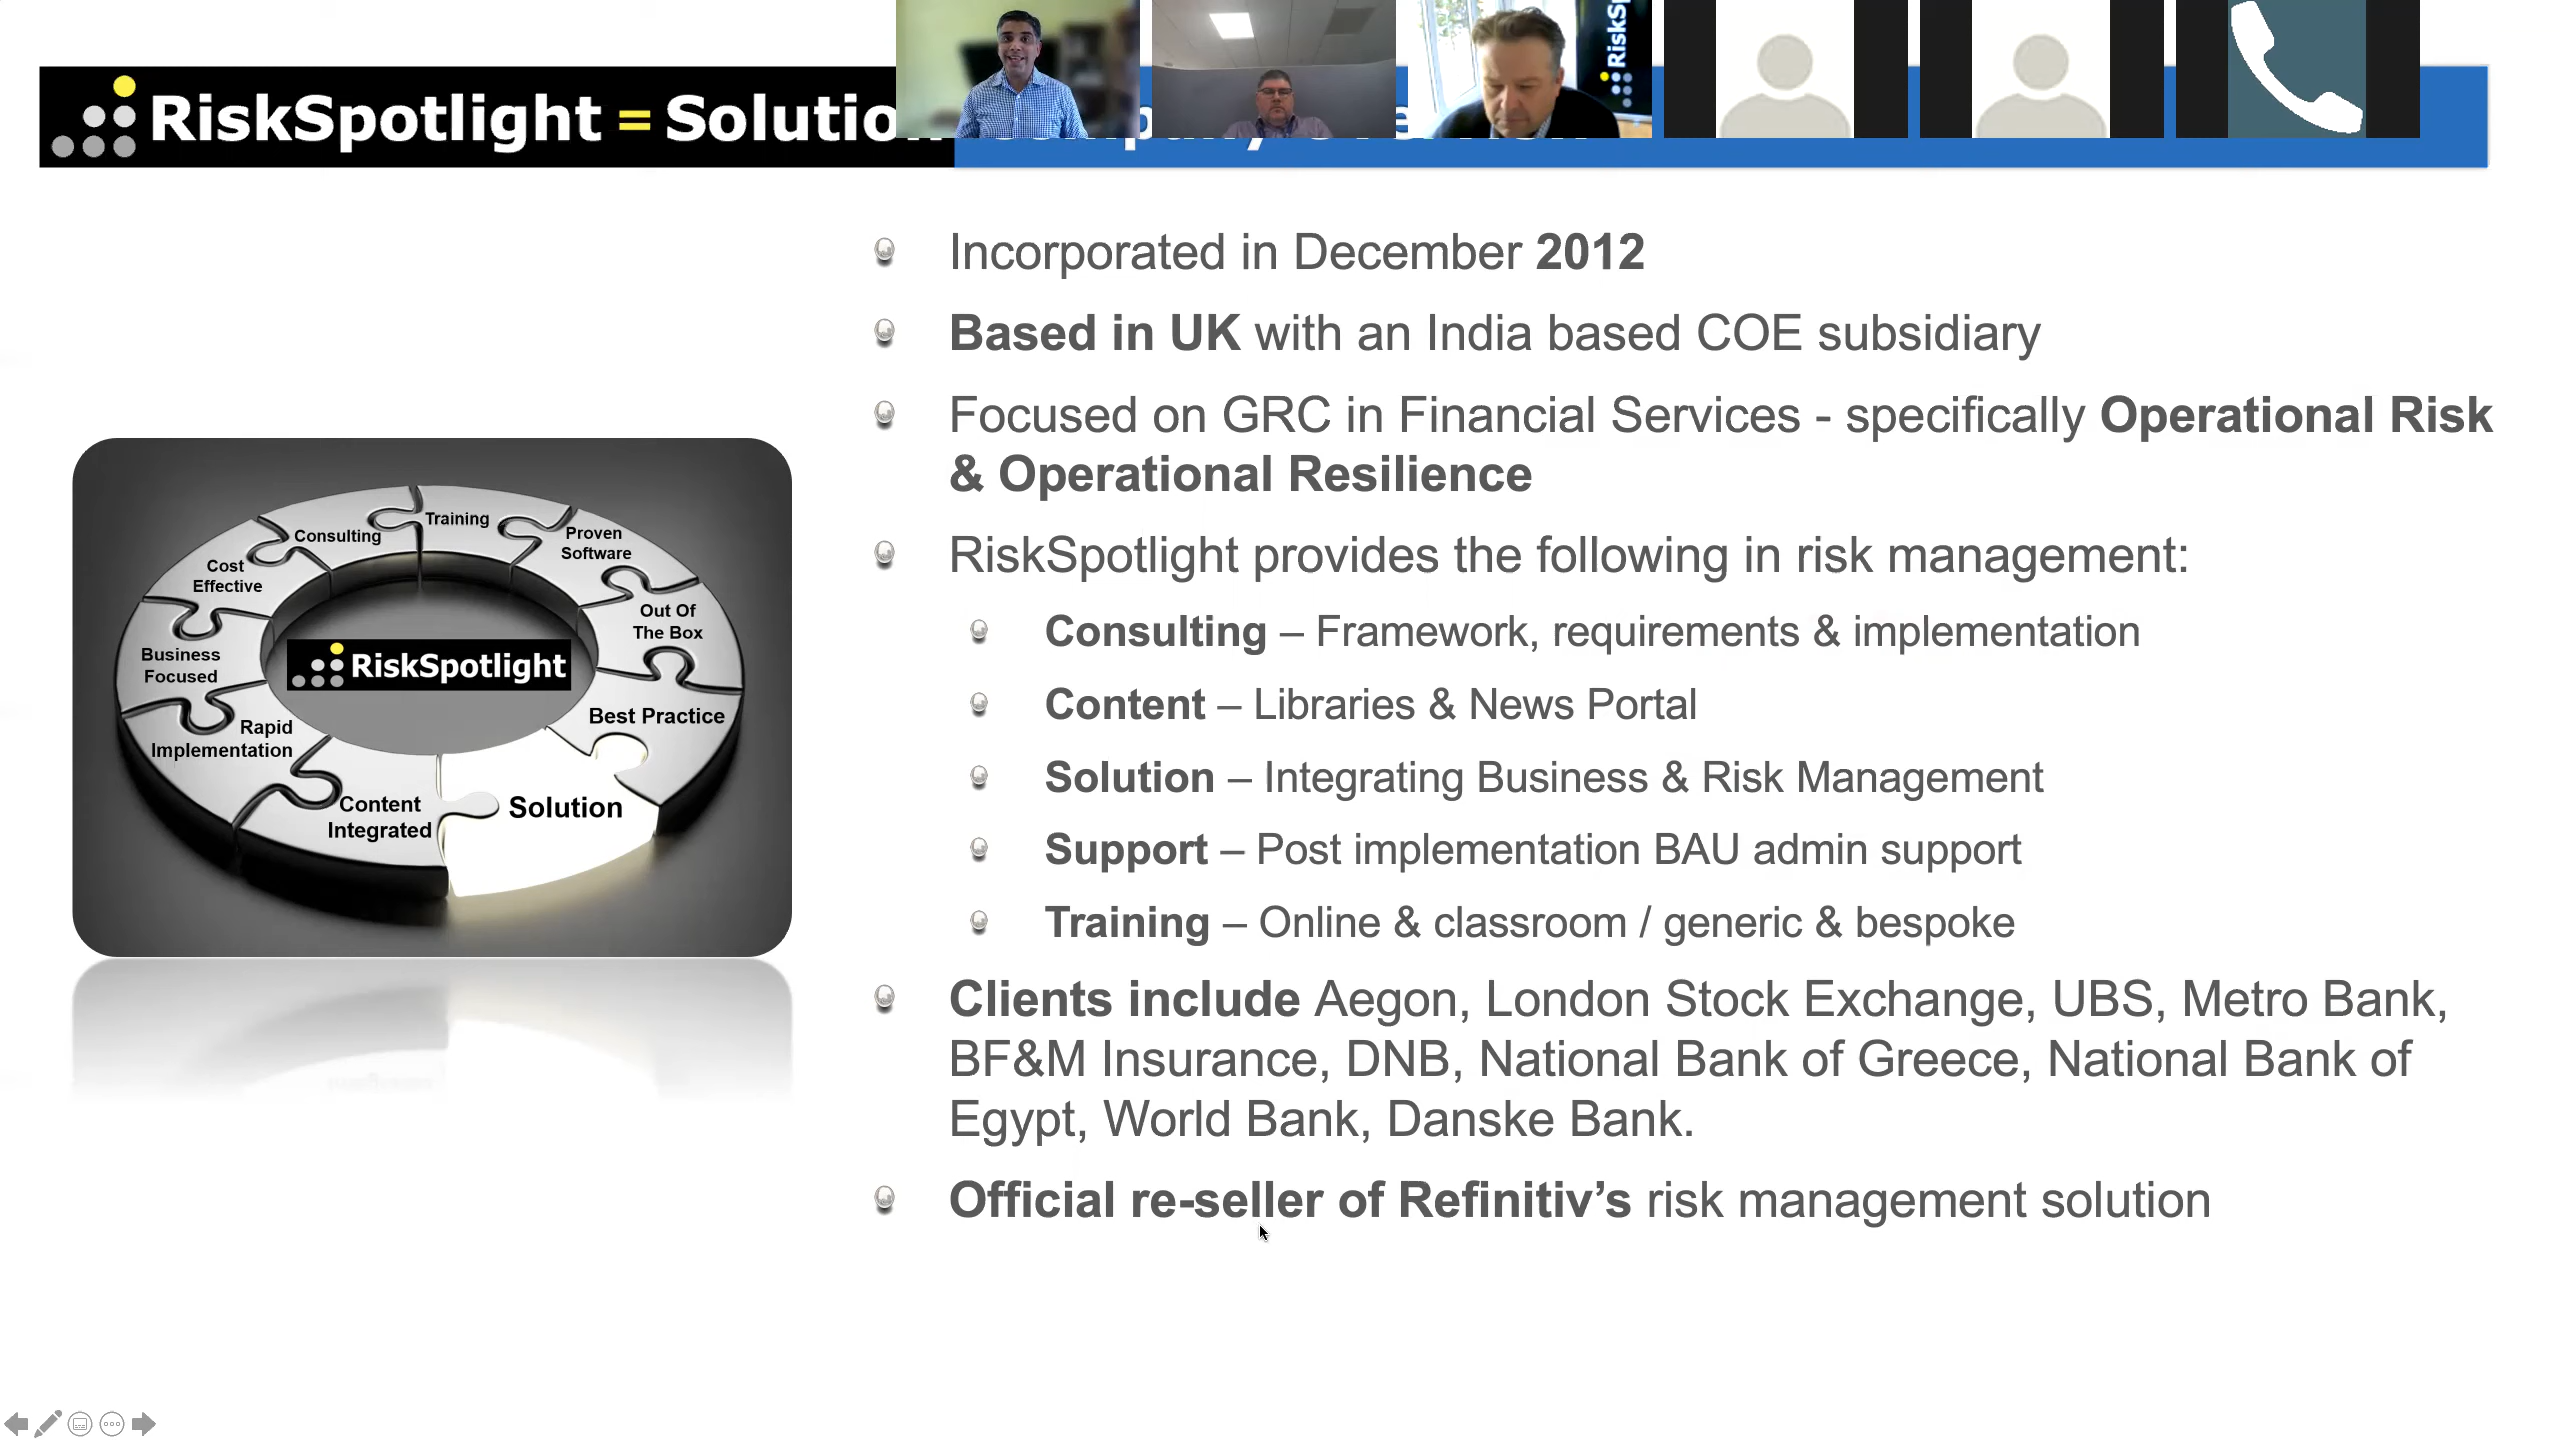 RiskSpotlight = Solution
RiskS
Incorporated in December 2012
Based in UK with an India based COE subsidiary
Focused on GRC in Financial Services - specifically Operational Risk
& Operational Resilience
RiskSpotlight provides the following in risk management:
Consulting – Framework, requirements & implementation
Content – Libraries & News Portal
Solution – Integrating Business & Risk Management
Support – Post implementation BAU admin support
Training – Online & classroom / generic & bespoke
Clients include Aegon, London Stock Exchange, UBS, Metro Bank,
BF&M Insurance, DNB, National Bank of Greece, National Bank of
Egypt, World Bank, Danske Bank.
Official re-seller of Refinitiv’s risk management solution
Training
Consulting
Proven
Software
Cost
Effective
Out Of
The Box
Business
Focused
RiskSpotlight
Best Practice
Rapid
Implementation
Content
Integrated
Solution